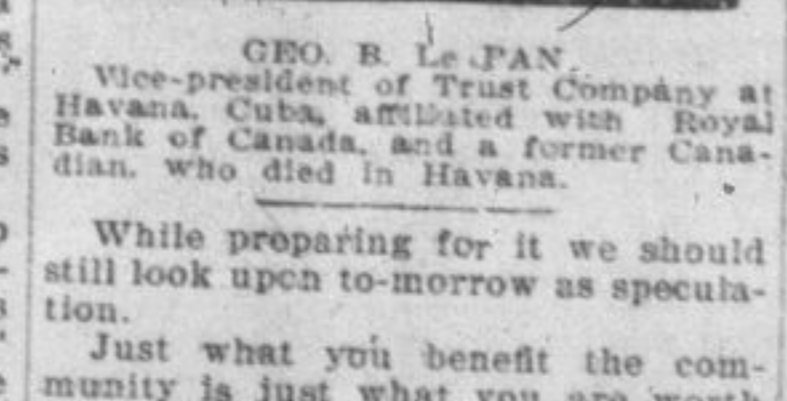 GEO. B. Le PAN.
Vice-president of Trust Company at
Havana, Cuba, affiliated with Royal
Bank of Canada, and a former Cana-
dian, who died in Havana.
While preparing for it we should
still look upon to-morrow as specula-
tion.
Just what you benefit the com-
munity is just what you are worth